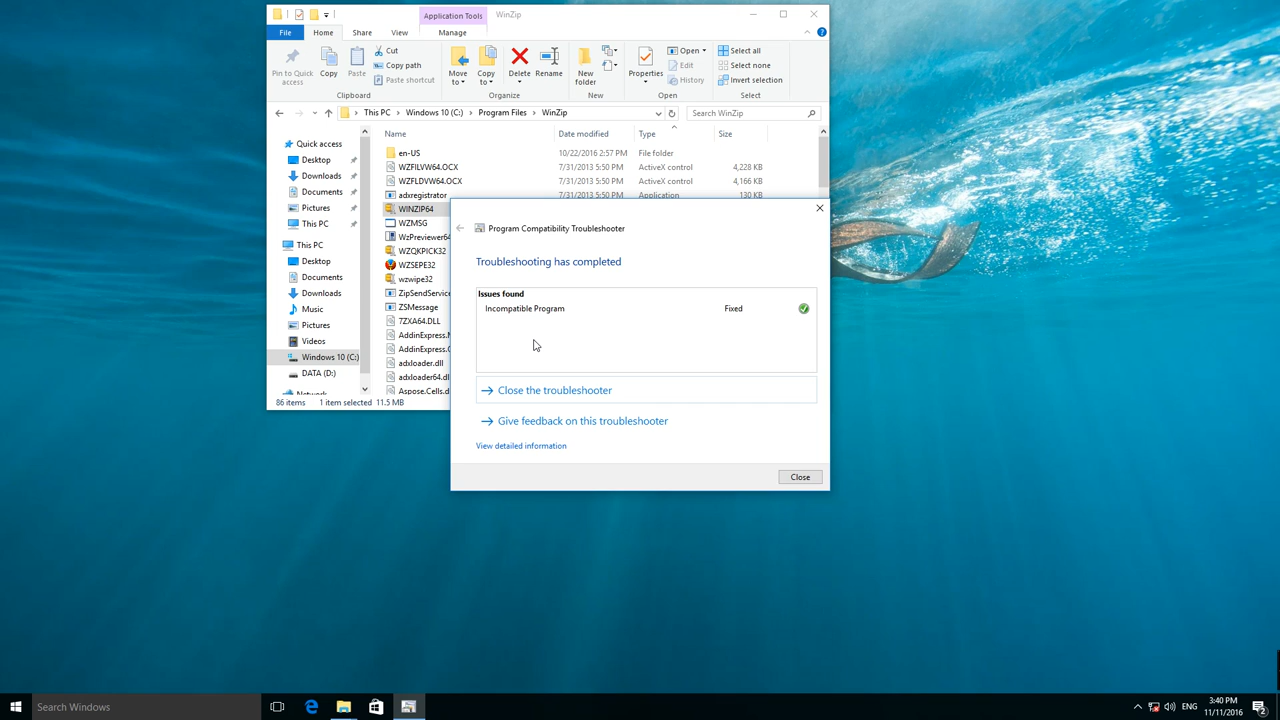 Application Tools
WinZip
File
Home
Share
View
Manage
Pin to Quick access
Copy
Paste
Cut
Copy path
Paste shortcut
Move to
Copy to
Delete
Rename
New folder
Properties
Open
Edit
History
Select all
Select none
Invert selection
Clipboard
Organize
New
Open
Select
This PC > Windows 10 (C:) > Program Files > WinZip
Search WinZip
Name
Date modified
Type
Size
Quick access
Desktop
Downloads
Documents
Pictures
This PC
This PC
Desktop
Documents
Downloads
Music
Pictures
Videos
Windows 10 (C:)
DATA (D:)
Network
en-US 10/22/2016 2:57 PM File folder
WZFILVW64.OCX 7/31/2013 5:50 PM ActiveX control 4,228 KB
WZFLDVW64.OCX 7/31/2013 5:50 PM ActiveX control 4,166 KB
adxregistrator 7/31/2013 5:50 PM Application 130 KB
WINZIP64
WZMSG
WzPreviewer64
WZQKPICK32
WZSEPE32
wzwipe32
ZipSendService
ZSMessage
7ZXA64.DLL
AddinExpress.
AddinExpress.
adxloader.dll
adxloader64.dl
Aspose.Cells.d
86 items 1 item selected 11.5 MB
Program Compatibility Troubleshooter
Troubleshooting has completed
Issues found
Incompatible Program Fixed
Close the troubleshooter
Give feedback on this troubleshooter
View detailed information
Close
Search Windows
ENG
3:40 PM
11/11/2016
2